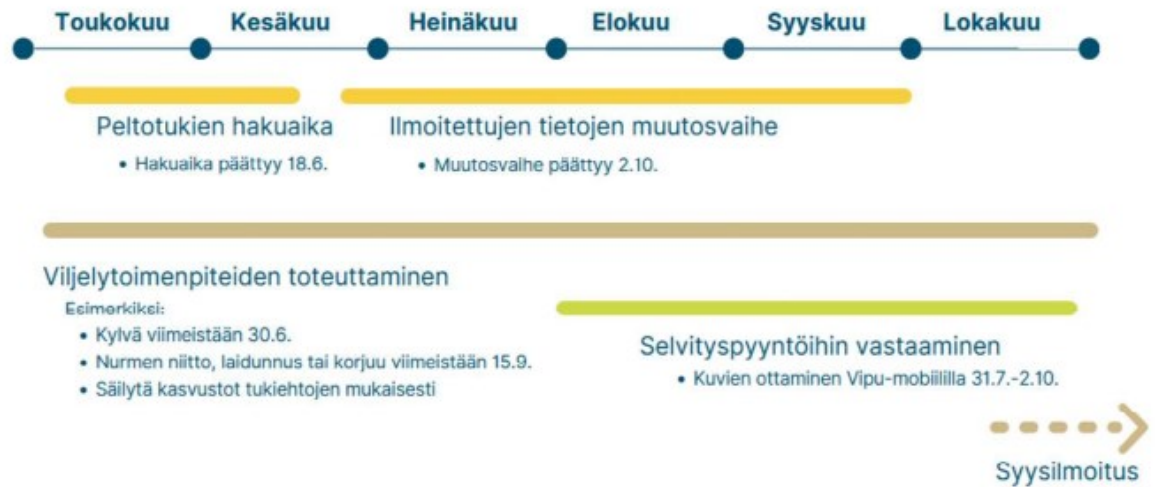 Toukokuu Kesäkuu Heinäkuu Elokuu Syyskuu Lokakuu
Peltotukien hakuaika
• Hakuaika päättyy 18.6.
Ilmoitettujen tietojen muutosvaihe
• Muutosvaihe päättyy 2.10.
Viljelytoimenpiteiden toteuttaminen
Esimerkiksi:
• Kylvä viimeistään 30.6.
• Nurmen niitto, laidunnus tai korjuu viimeistään 15.9.
• Säilytä kasvustot tukiehtojen mukaisesti
Selvityspyyntöihin vastaaminen
• Kuvien ottaminen Vipu-mobiililla 31.7.-2.10.
Syysilmoitus